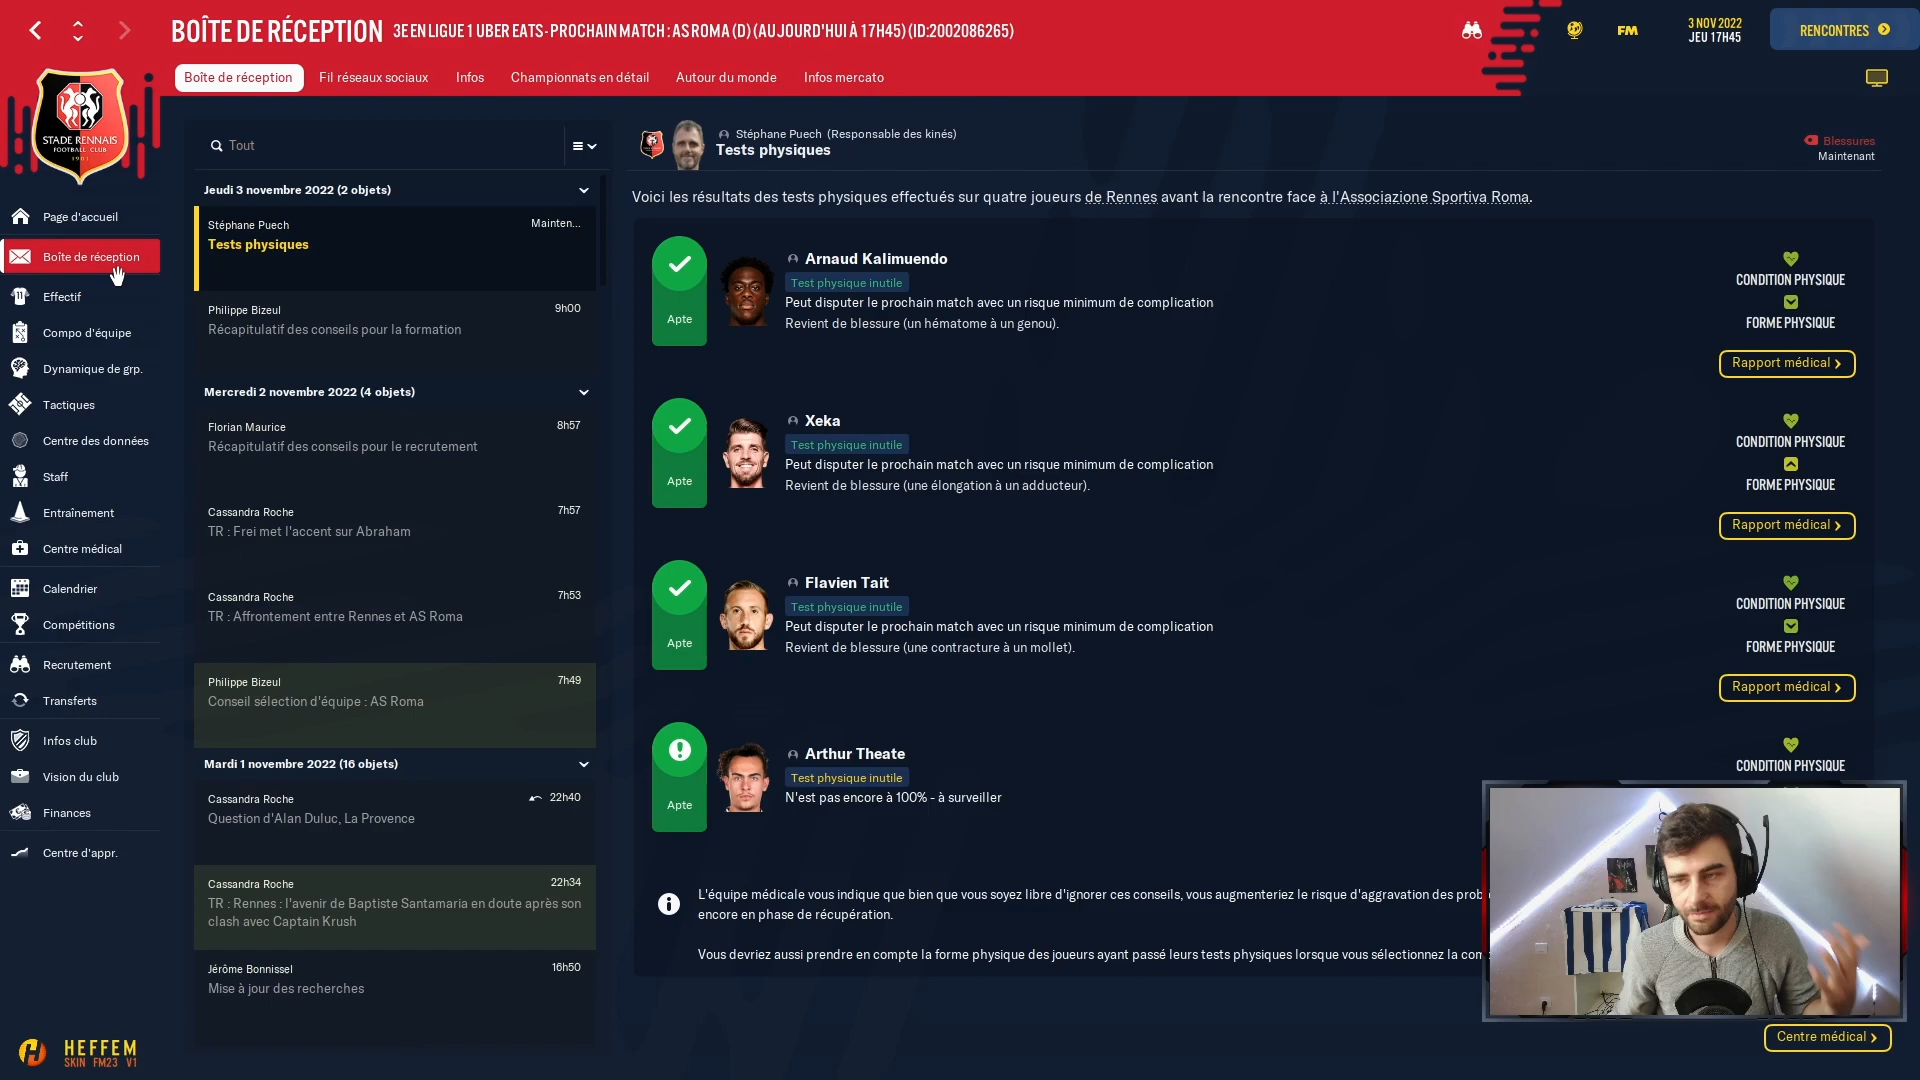 BOÎTE DE RÉCEPTION 3E EN LIGUE 1 UBER EATS - PROCHAIN MATCH : AS ROMA (D) (AUJOURD'HUI À 17H45) (ID:2002086265)
FM
3 NOV 2022
JEU 17H45
RENCONTRES
Boîte de réception
Fil réseaux sociaux
Infos
Championnats en détail
Autour du monde
Infos mercato
STADE RENNAIS
FOOTBALL CLUB
1901
Page d'accueil
Boîte de réception
Effectif
Compo d'équipe
Dynamique de grp.
Tactiques
Centre des données
Staff
Entraînement
Centre médical
Calendrier
Compétitions
Recrutement
Transferts
Infos club
Vision du club
Finances
Centre d'appr.
HEFFEM
SKIN FM23 V1
Tout
Jeudi 3 novembre 2022 (2 objets)
Stéphane Puech Mainten...
Tests physiques
Philippe Bizeul 9h00
Récapitulatif des conseils pour la formation
Mercredi 2 novembre 2022 (4 objets)
Florian Maurice 8h57
Récapitulatif des conseils pour le recrutement
Cassandra Roche 7h57
TR : Frei met l'accent sur Abraham
Cassandra Roche 7h53
TR : Affrontement entre Rennes et AS Roma
Philippe Bizeul 7h49
Conseil sélection d'équipe : AS Roma
Mardi 1 novembre 2022 (16 objets)
Cassandra Roche 22h40
Question d'Alan Duluc, La Provence
Cassandra Roche 22h34
TR : Rennes : l'avenir de Baptiste Santamaria en doute après son
clash avec Captain Krush
Jérôme Bonnissel 16h50
Mise à jour des recherches
Stéphane Puech (Responsable des kinés)
Tests physiques
Blessures
Maintenant
Voici les résultats des tests physiques effectués sur quatre joueurs de Rennes avant la rencontre face à l'Associazione Sportiva Roma.
Apte
Arnaud Kalimuendo
Test physique inutile
Peut disputer le prochain match avec un risque minimum de complication
Revient de blessure (un hématome à un genou).
CONDITION PHYSIQUE
FORME PHYSIQUE
Rapport médical
Apte
Xeka
Test physique inutile
Peut disputer le prochain match avec un risque minimum de complication
Revient de blessure (une élongation à un adducteur).
CONDITION PHYSIQUE
FORME PHYSIQUE
Rapport médical
Apte
Flavien Tait
Test physique inutile
Peut disputer le prochain match avec un risque minimum de complication
Revient de blessure (une contracture à un mollet).
CONDITION PHYSIQUE
FORME PHYSIQUE
Rapport médical
Apte
Arthur Theate
Test physique inutile
N'est pas encore à 100% - à surveiller
CONDITION PHYSIQUE
L'équipe médicale vous indique que bien que vous soyez libre d'ignorer ces conseils, vous augmenteriez le risque d'aggravation des prob
encore en phase de récupération.
Vous devriez aussi prendre en compte la forme physique des joueurs ayant passé leurs tests physiques lorsque vous sélectionnez la com
Centre médical